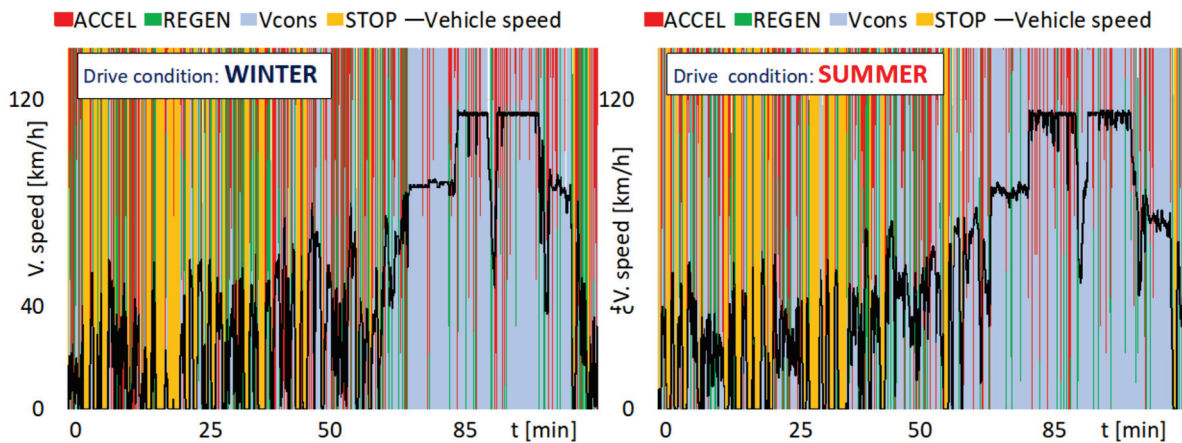 ACCEL REGEN Vcons STOP Vehicle speed
Drive condition: WINTER
V. speed [km/h]
120
40
0
0 25 50 85 t [min]
ACCEL REGEN Vcons STOP Vehicle speed
Drive condition: SUMMER
V. speed [km/h]
120
40
0
0 25 50 85 t [min]